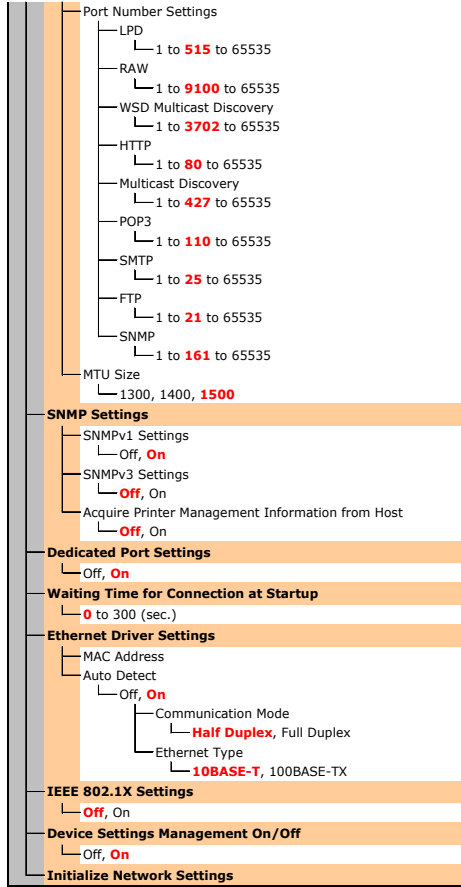 Port Number Settings
LPD
1 to 515 to 65535
RAW
1 to 9100 to 65535
WSD Multicast Discovery
1 to 3702 to 65535
HTTP
1 to 80 to 65535
Multicast Discovery
1 to 427 to 65535
POP3
1 to 110 to 65535
SMTP
1 to 25 to 65535
FTP
1 to 21 to 65535
SNMP
1 to 161 to 65535
MTU Size
1300, 1400, 1500
SNMP Settings
SNMPv1 Settings
Off, On
SNMPv3 Settings
Off, On
Acquire Printer Management Information from Host
Off, On
Dedicated Port Settings
Off, On
Waiting Time for Connection at Startup
0 to 300 (sec.)
Ethernet Driver Settings
MAC Address
Auto Detect
Off, On
Communication Mode
Half Duplex, Full Duplex
Ethernet Type
10BASE-T, 100BASE-TX
IEEE 802.1X Settings
Off, On
Device Settings Management On/Off
Off, On
Initialize Network Settings